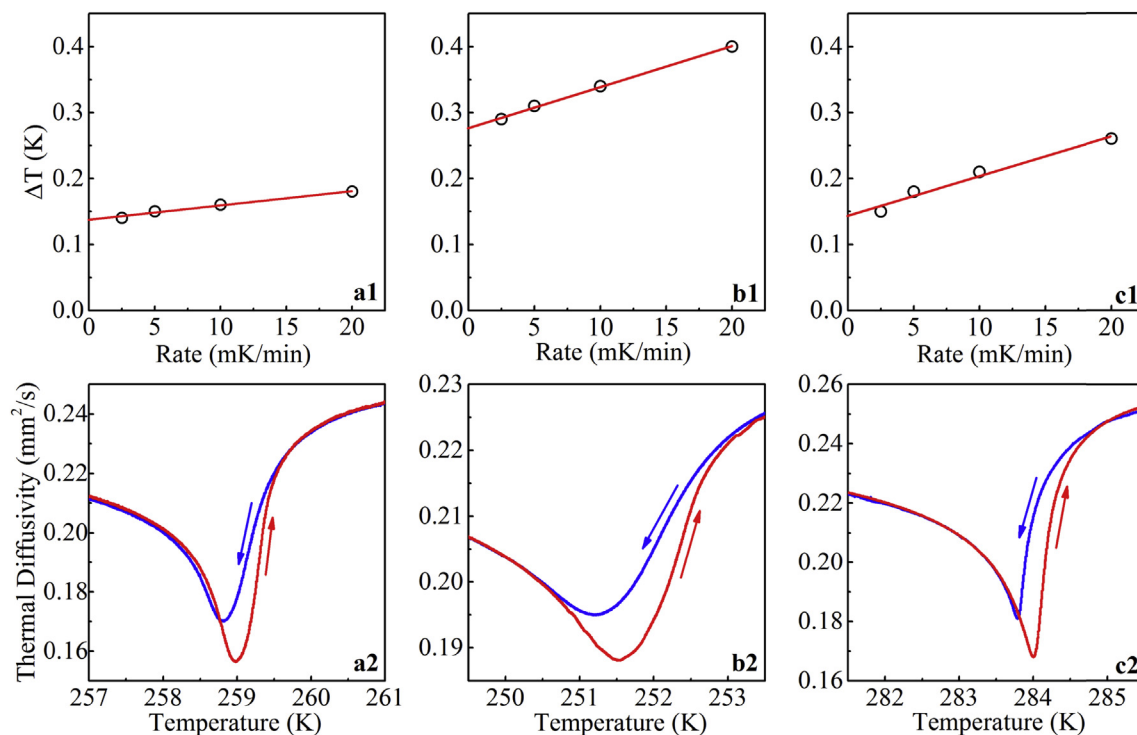 0.4
0.3
0.2
0.1
0.0
ΔT (K)
0 5 10 15 20
Rate (mK/min)
a1
0.4
0.3
0.2
0.1
0.0
0 5 10 15 20
Rate (mK/min)
b1
0.4
0.3
0.2
0.1
0.0
0 5 10 15 20
Rate (mK/min)
c1
Thermal Diffusivity (mm²/s)
0.24
0.22
0.20
0.18
0.16
257 258 259 260 261
Temperature (K)
a2
0.23
0.22
0.21
0.20
0.19
250 251 252 253
Temperature (K)
b2
0.26
0.24
0.22
0.20
0.18
0.16
282 283 284 285
Temperature (K)
c2